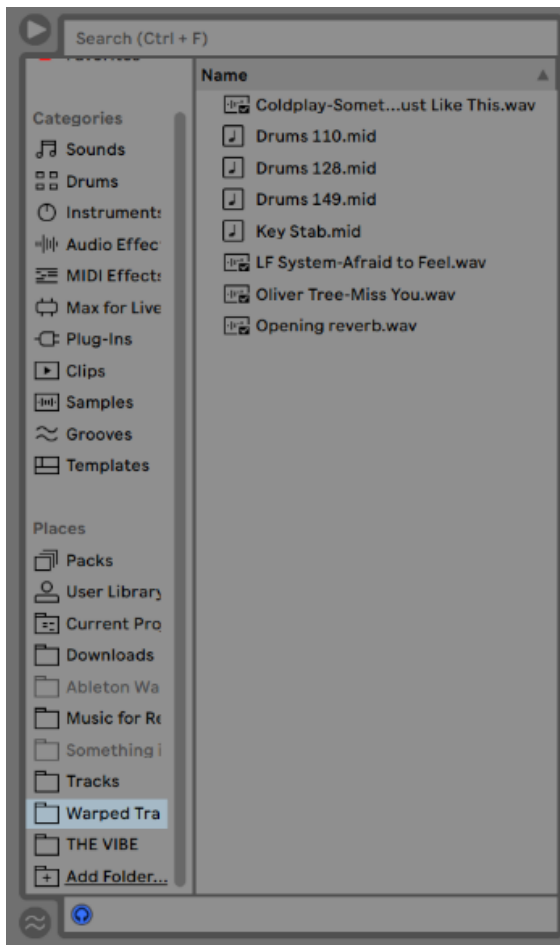 Search (Ctrl + F)
Name
Categories
Sounds
Drums
Instruments
Audio Effec
MIDI Effects
Max for Live
Plug-Ins
Clips
Samples
Grooves
Templates
Places
Packs
User Library
Current Pro
Downloads
Ableton Wa
Music for Re
Something i
Tracks
Warped Tra
THE VIBE
Add Folder...
Coldplay-Somet...ust Like This.wav
Drums 110.mid
Drums 128.mid
Drums 149.mid
Key Stab.mid
LF System-Afraid to Feel.wav
Oliver Tree-Miss You.wav
Opening reverb.wav